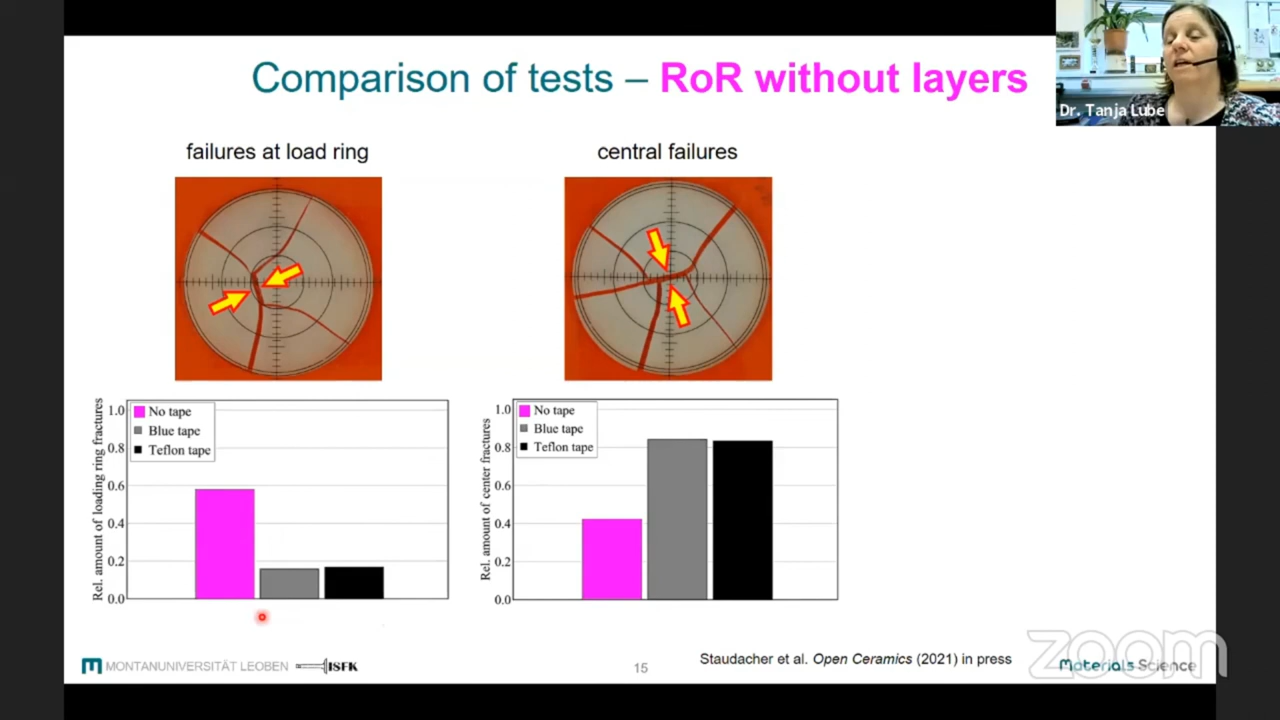 Comparison of tests – RoR without layers
Dr. Tanja Lube
failures at load ring
central failures
Rel. amount of loading ring fractures
1.0
0.8
0.6
0.4
0.2
0.0
No tape
Blue tape
Teflon tape
Rel. amount of center fractures
1.0
0.8
0.6
0.4
0.2
0.0
No tape
Blue tape
Teflon tape
MONTANUNIVERSITÄT LEOBEN
ISFK
15
Staudacher et al. Open Ceramics (2021) in press
Materials Science
zoom